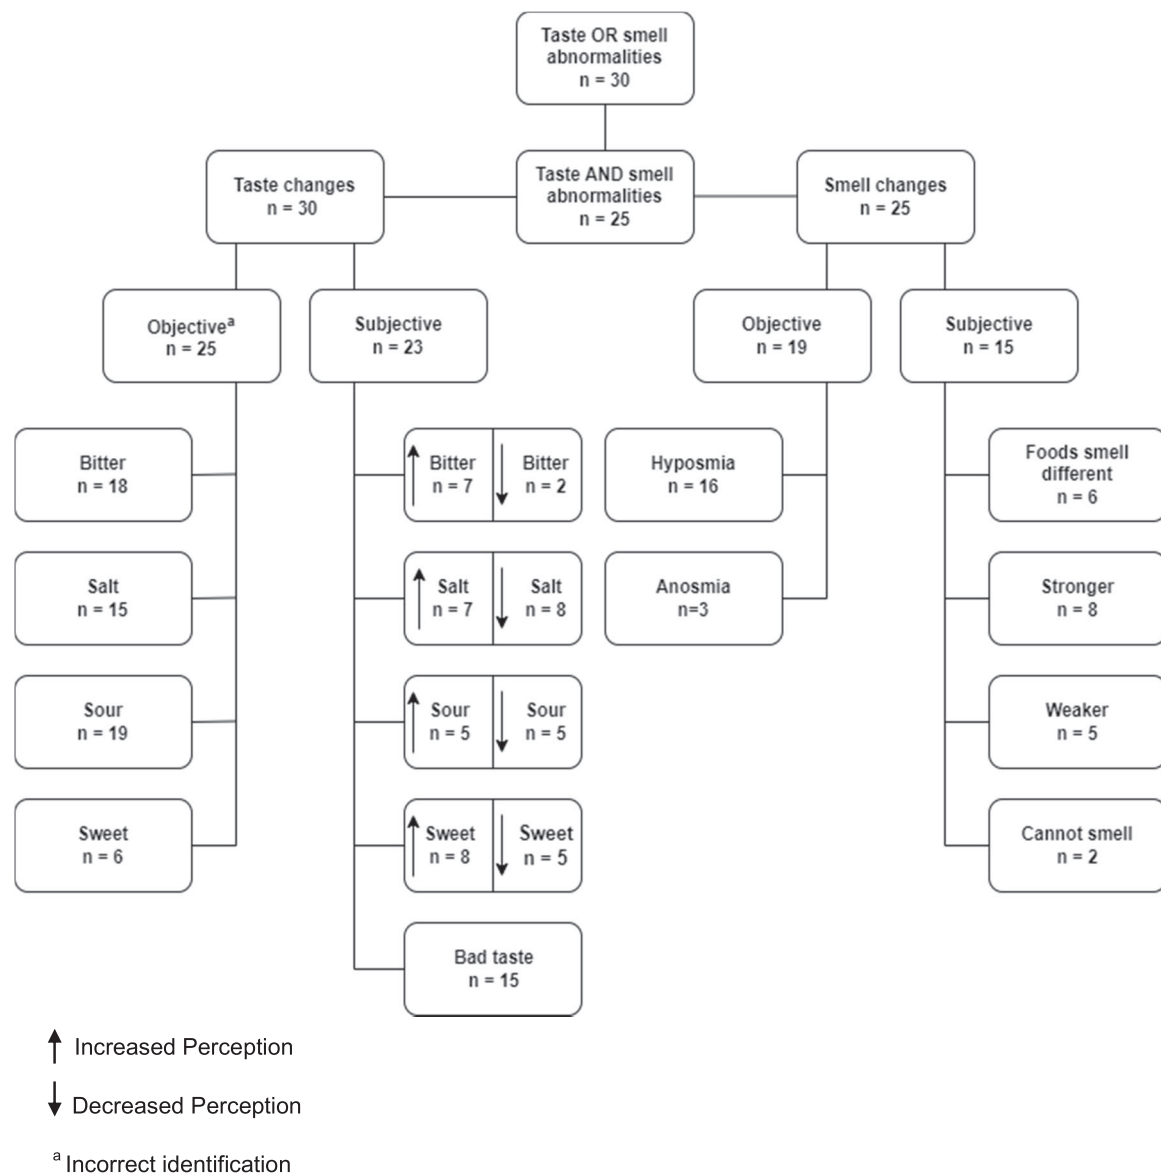 Taste OR smell
abnormalities
n = 30
Taste changes
n = 30
Taste AND smell
abnormalities
n = 25
Smell changes
n = 25
Objectiveª
n = 25
Subjective
n = 23
Objective
n = 19
Subjective
n = 15
Bitter
n = 18
Salt
n = 15
Sour
n = 19
Sweet
n = 6
Bitter
n = 7
Bitter
n = 2
Salt
n = 7
Salt
n = 8
Sour
n = 5
Sour
n = 5
Sweet
n = 8
Sweet
n = 5
Bad taste
n = 15
Hyposmia
n = 16
Anosmia
n=3
Foods smell
different
n = 6
Stronger
n = 8
Weaker
n = 5
Cannot smell
n = 2
↑ Increased Perception
↓ Decreased Perception
ª Incorrect identification